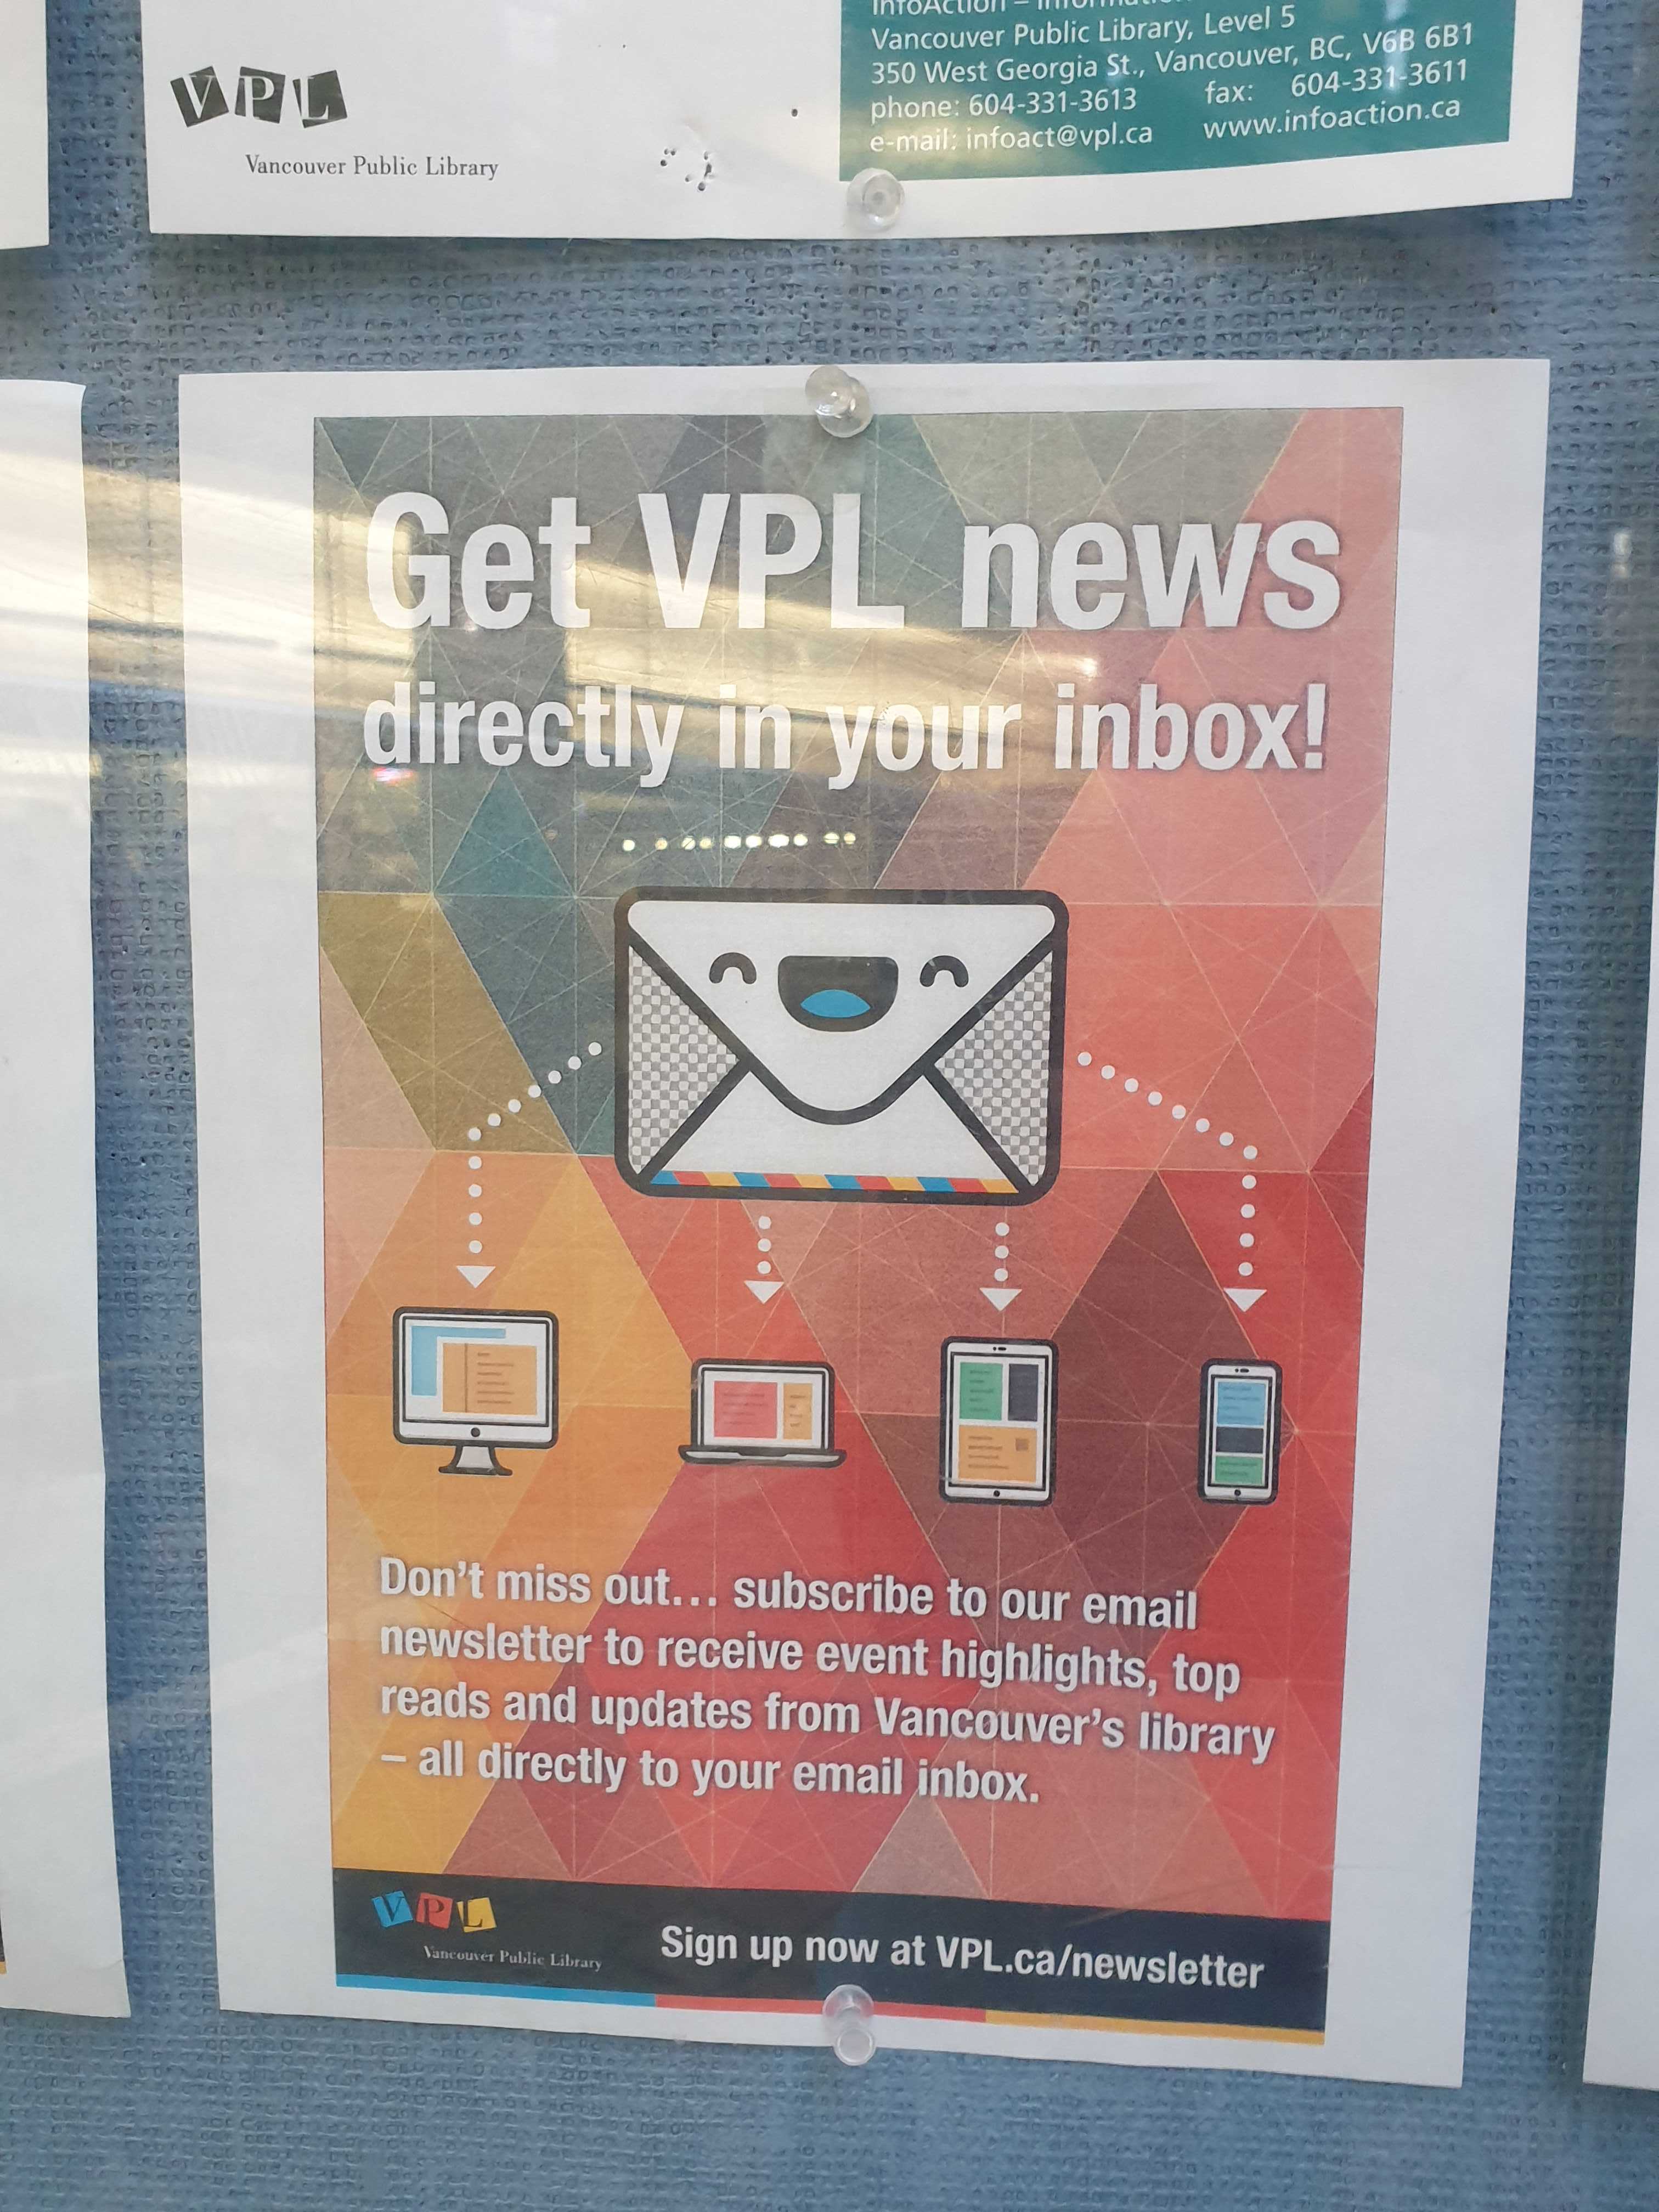 Vancouver Public Library, Level 5
350 West Georgia St., Vancouver, BC, V6B 6B1
phone: 604-331-3613 fax: 604-331-3611
e-mail: infoact@vpl.ca www.infoaction.ca
VPL
Vancouver Public Library
Get VPL news
directly in your inbox!
Don't miss out... subscribe to our email
newsletter to receive event highlights, top
reads and updates from Vancouver's library
– all directly to your email inbox.
VPL
Vancouver Public Library
Sign up now at VPL.ca/newsletter